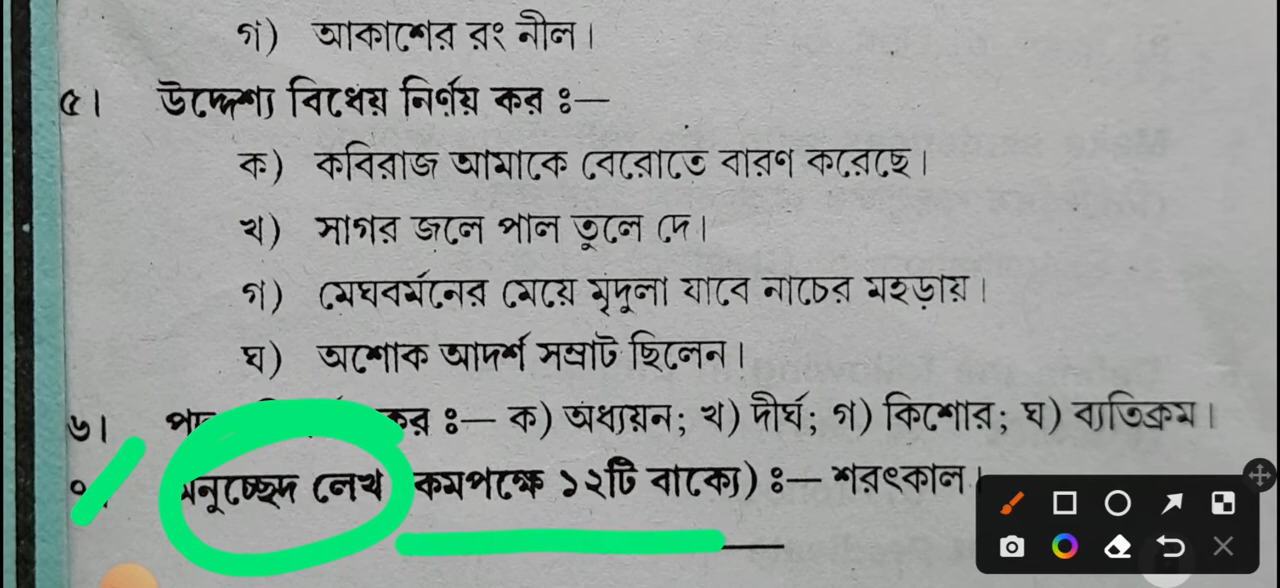 গ) আকাশের রং নীল।
৫। উদ্দেশ্য বিধেয় নির্ণয় কর ঃ—
ক) কবিরাজ আমাকে বেরোতে বারণ করেছে।
খ) সাগর জলে পাল তুলে দে।
গ) মেঘবর্মনের মেয়ে মৃদুলা যাবে নাচের মহড়ায়।
ঘ) অশোক আদর্শ সম্রাট ছিলেন।
৬। কর ঃ— ক) অধ্যয়ন; খ) দীর্ঘ; গ) কিশোর; ঘ) ব্যতিক্রম।
অনুচ্ছেদ লেখ কমপক্ষে ১২টি বাক্যে) ঃ— শরৎকাল।